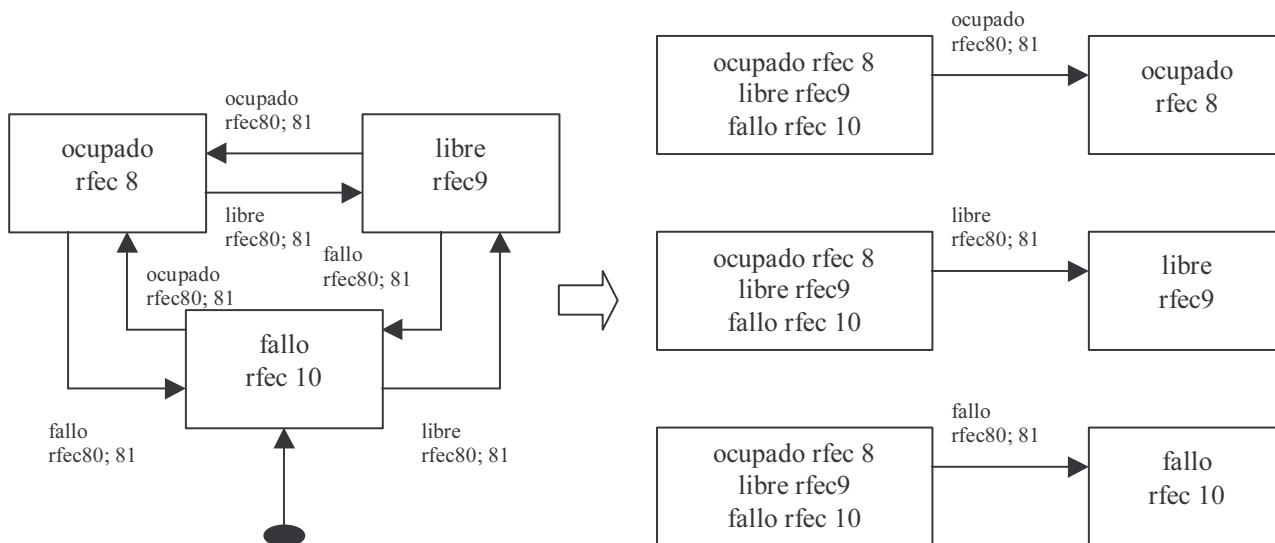 ocupado
rfec80; 81
ocupado
rfec 8
libre
rfec9
libre
rfec80; 81
fallo
rfec80; 81
ocupado
rfec80; 81
fallo
rfec 10
fallo
rfec80; 81
libre
rfec80; 81
ocupado
rfec80; 81
ocupado rfec 8
libre rfec9
fallo rfec 10
ocupado
rfec 8
libre
rfec80; 81
ocupado rfec 8
libre rfec9
fallo rfec 10
libre
rfec9
fallo
rfec80; 81
ocupado rfec 8
libre rfec9
fallo rfec 10
fallo
rfec 10